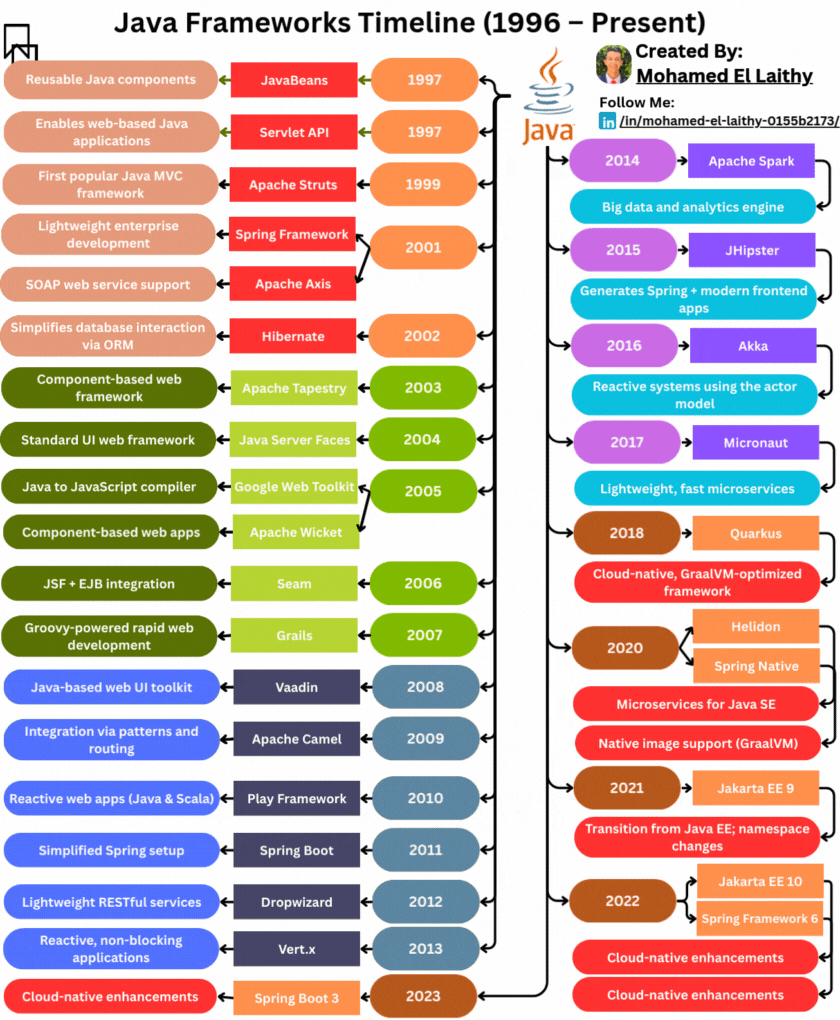 Java Frameworks Timeline (1996 – Present)
Created By:
Mohamed El Laithy
Follow Me:
in /in/mohamed-el-laithy-0155b2173/
Java
Reusable Java components
JavaBeans
1997
Enables web-based Java
applications
Servlet API
1997
First popular Java MVC
framework
Apache Struts
1999
Lightweight enterprise
development
Spring Framework
2001
SOAP web service support
Apache Axis
Simplifies database interaction
via ORM
Hibernate
2002
Component-based web
framework
Apache Tapestry
2003
Standard UI web framework
Java Server Faces
2004
Java to JavaScript compiler
Google Web Toolkit
2005
Component-based web apps
Apache Wicket
JSF + EJB integration
Seam
2006
Groovy-powered rapid web
development
Grails
2007
Java-based web UI toolkit
Vaadin
2008
Integration via patterns and
routing
Apache Camel
2009
Reactive web apps (Java & Scala)
Play Framework
2010
Simplified Spring setup
Spring Boot
2011
Lightweight RESTful services
Dropwizard
2012
Reactive, non-blocking
applications
Vert.x
2013
Cloud-native enhancements
Spring Boot 3
2023
2014
Apache Spark
Big data and analytics engine
2015
JHipster
Generates Spring + modern frontend
apps
2016
Akka
Reactive systems using the actor
model
2017
Micronaut
Lightweight, fast microservices
2018
Quarkus
Cloud-native, GraalVM-optimized
framework
2020
Helidon
Spring Native
Microservices for Java SE
Native image support (GraalVM)
2021
Jakarta EE 9
Transition from Java EE; namespace
changes
2022
Jakarta EE 10
Spring Framework 6
Cloud-native enhancements
Cloud-native enhancements